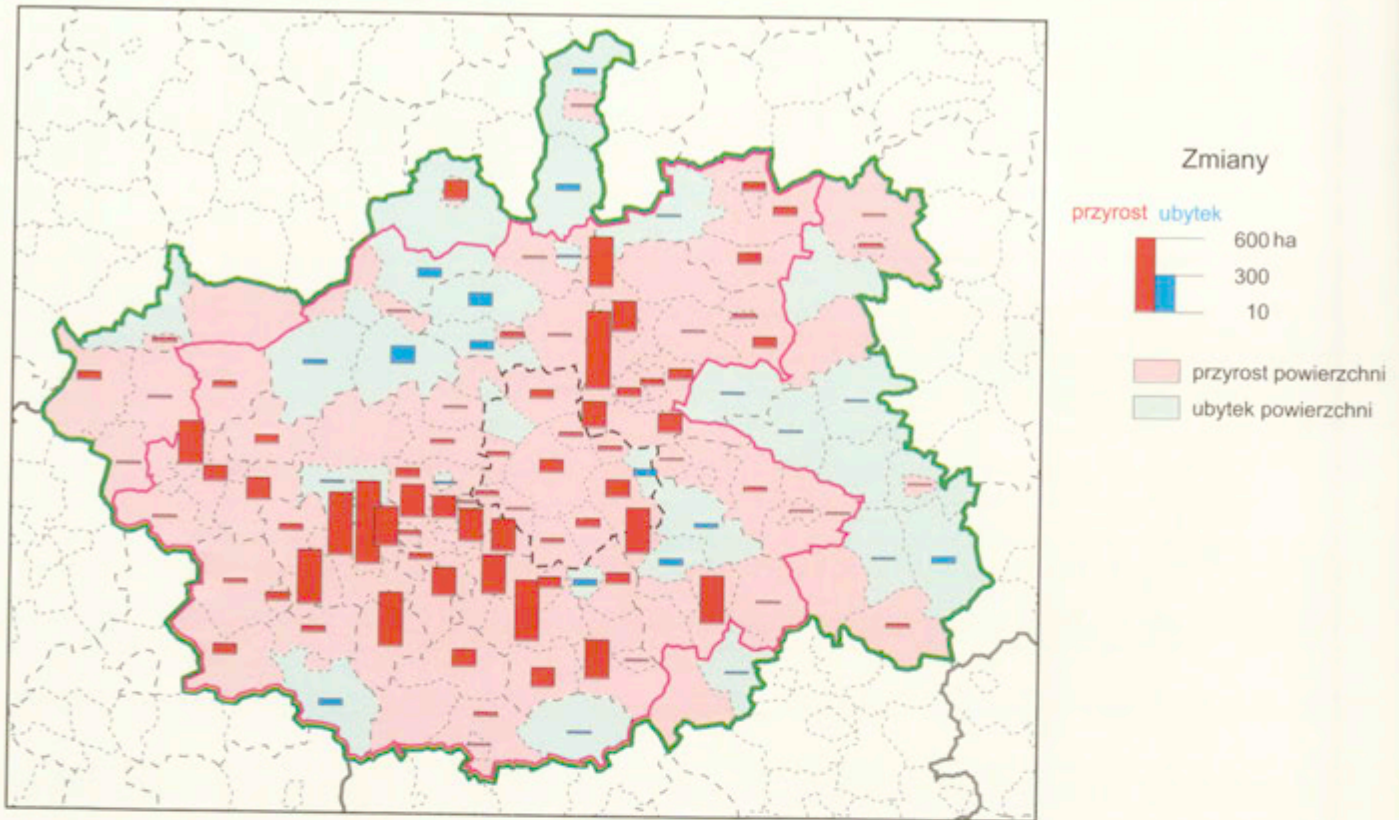 Zmiany
przyrost ubytek
600 ha
300
10
przyrost powierzchni
ubytek powierzchni